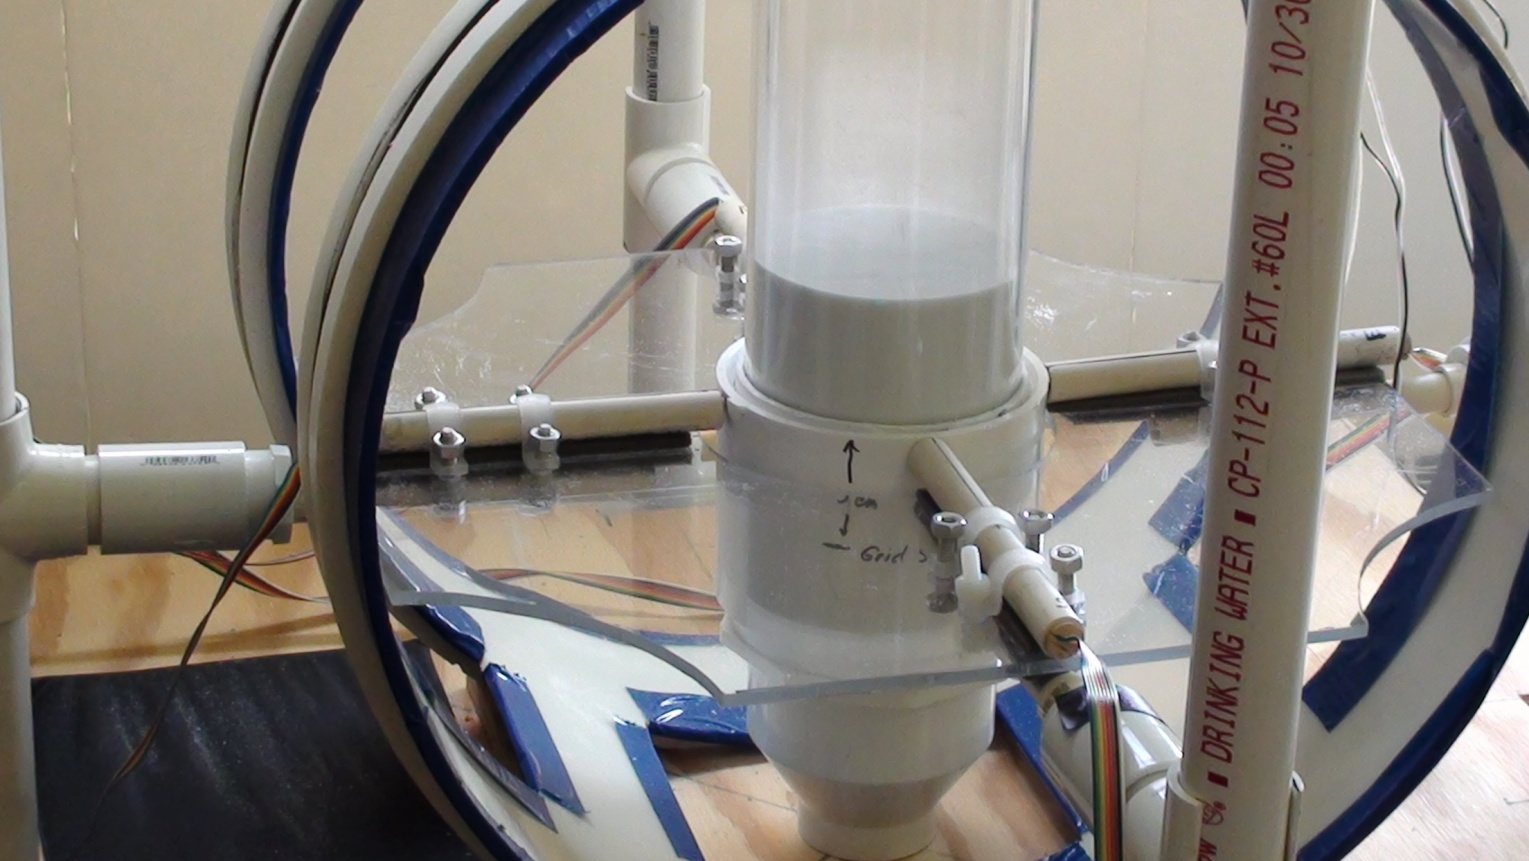 ■ DRINKING WATER ■ CP-112-P EXT.#60L 00:05 10/30
1 cm
Grid